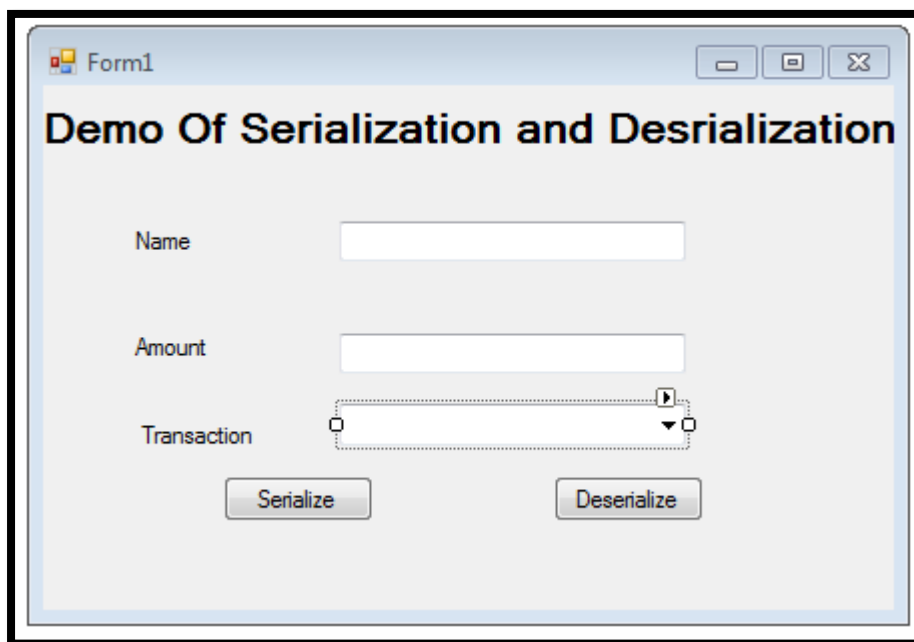 Form1
Demo Of Serialization and Desrialization
Name
Amount
Transaction
Serialize Deserialize